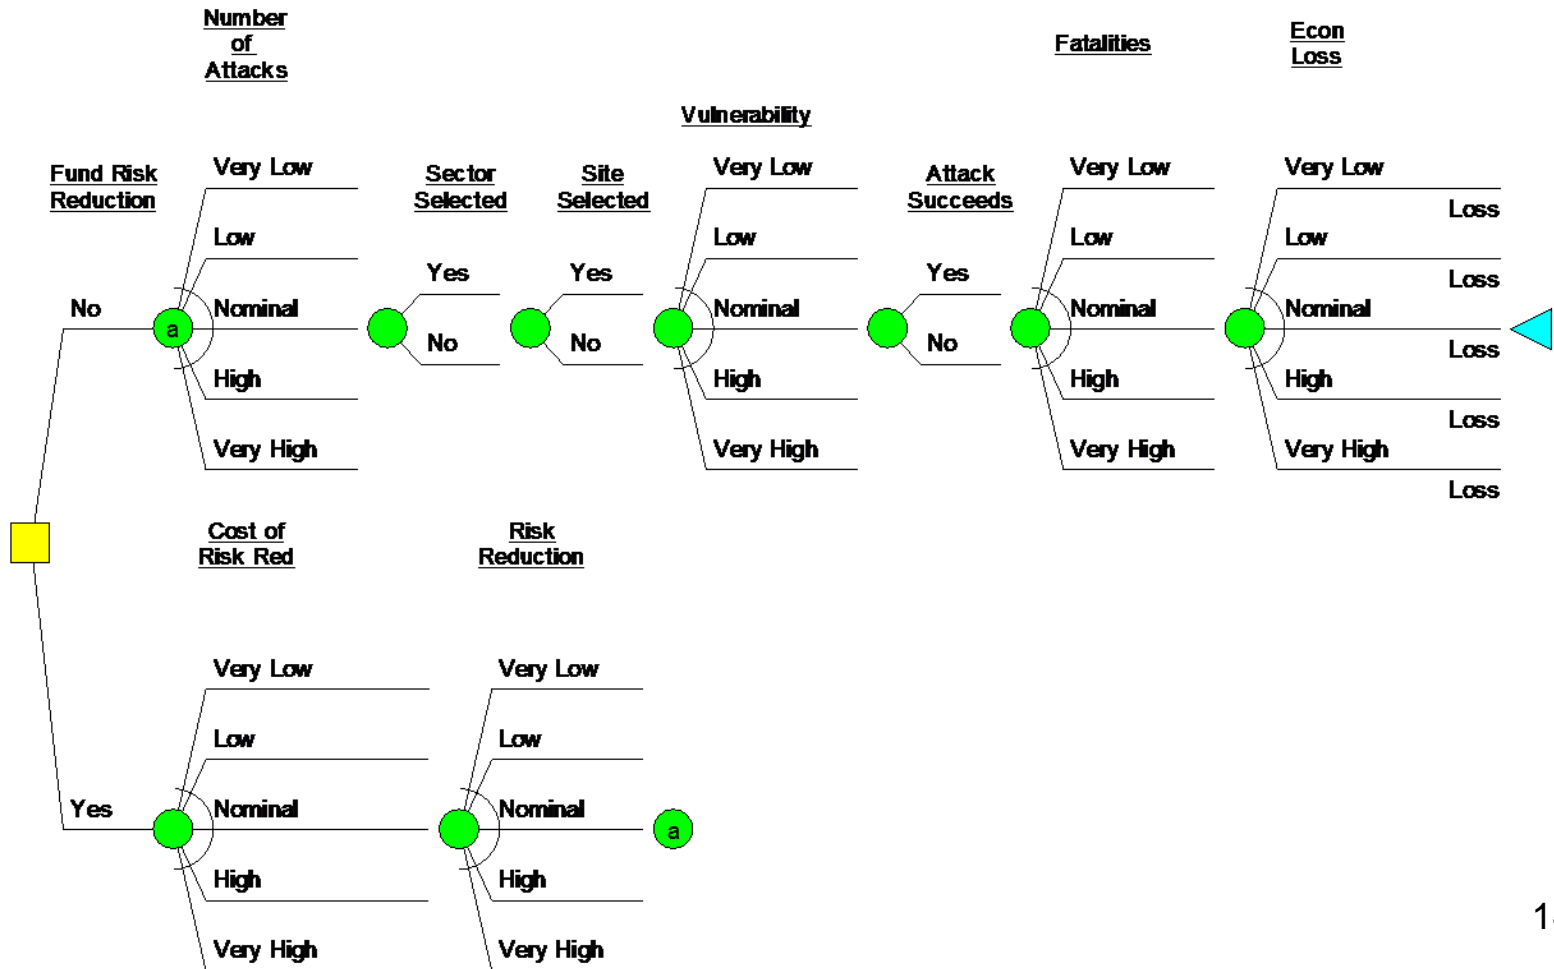 Number
of
Attacks
Fatalities
Econ
Loss
Vulnerability
Fund Risk
Reduction
Very Low
Low
Nominal
High
Very High
No
a
Sector
Selected
Yes
No
Site
Selected
Yes
No
Very Low
Low
Nominal
High
Very High
Attack
Succeeds
Yes
No
Very Low
Low
Nominal
High
Very High
Very Low
Loss
Low
Loss
Nominal
Loss
High
Loss
Very High
Loss
Cost of
Risk Red
Risk
Reduction
Yes
Very Low
Low
Nominal
High
Very High
Very Low
Low
Nominal
a
High
Very High